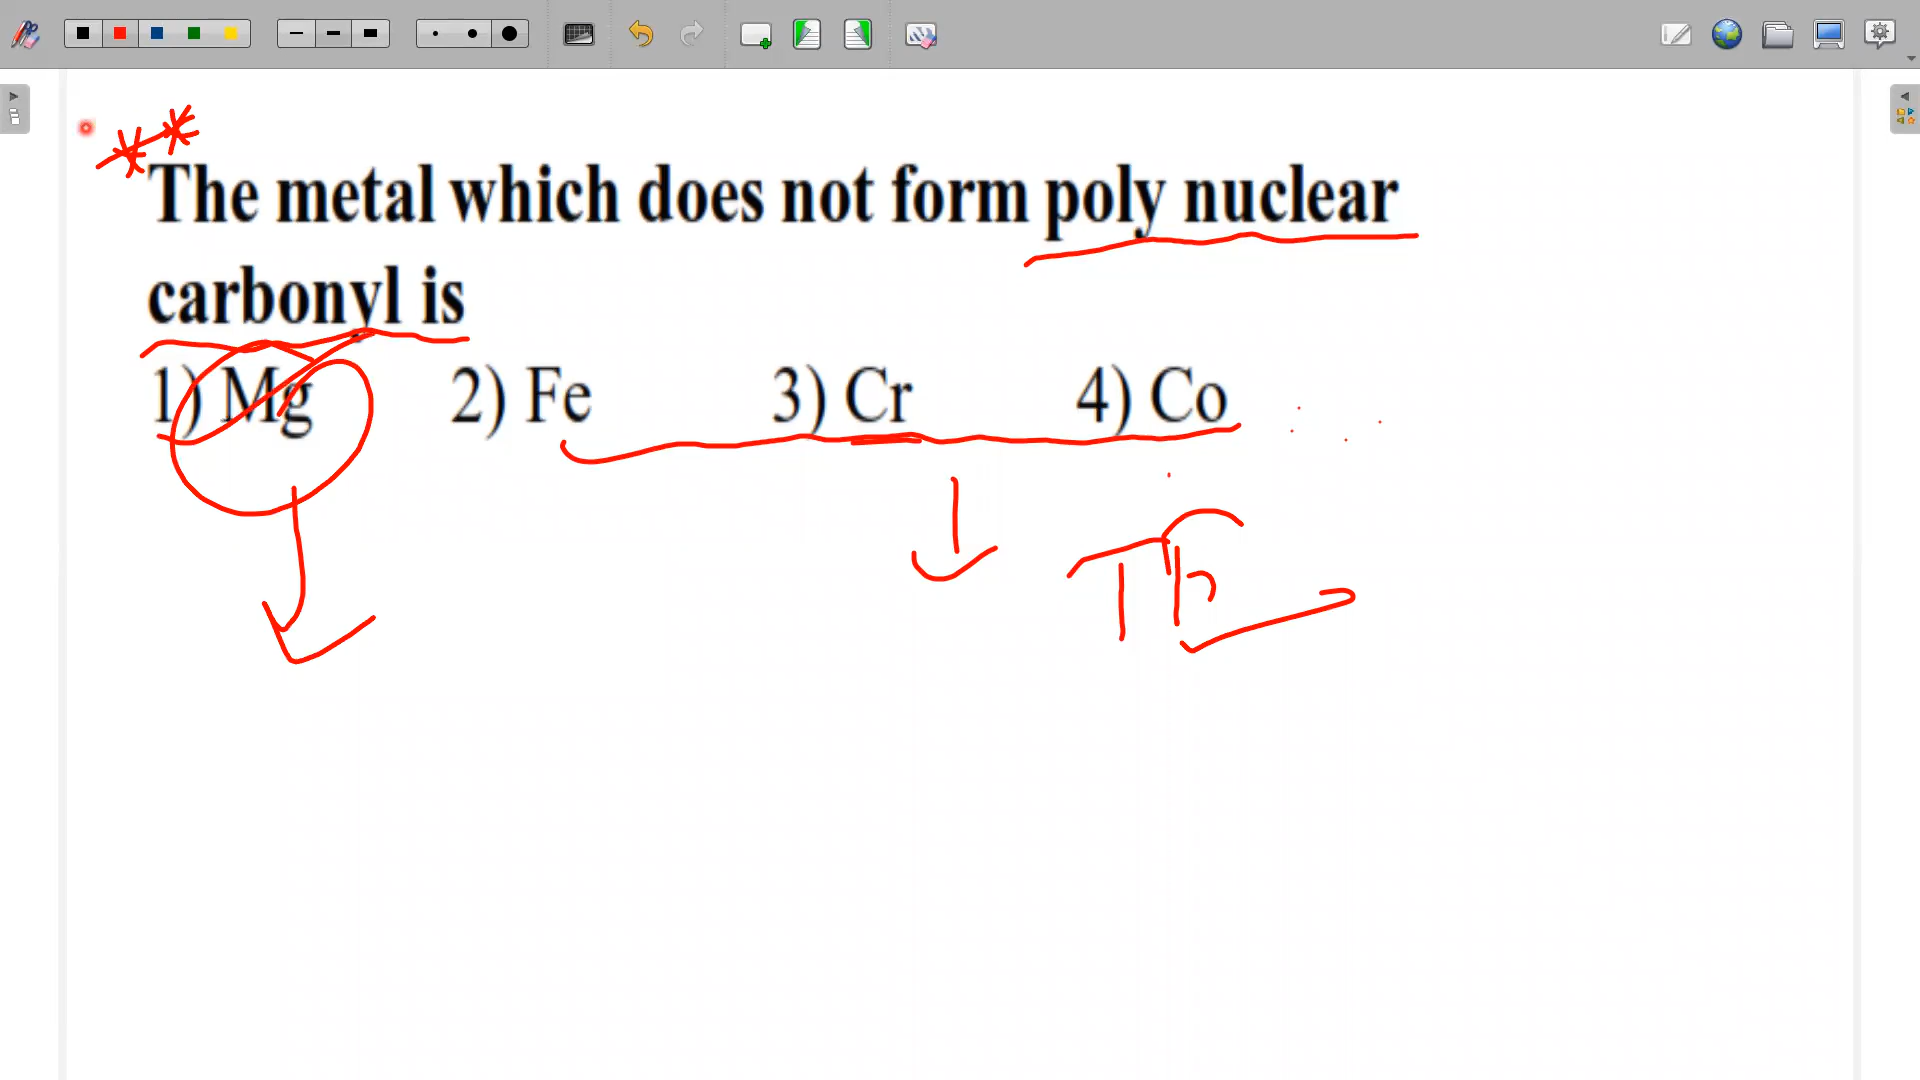 The metal which does not form poly nuclear
carbonyl is
1) Mg 2) Fe 3) Cr 4) Co